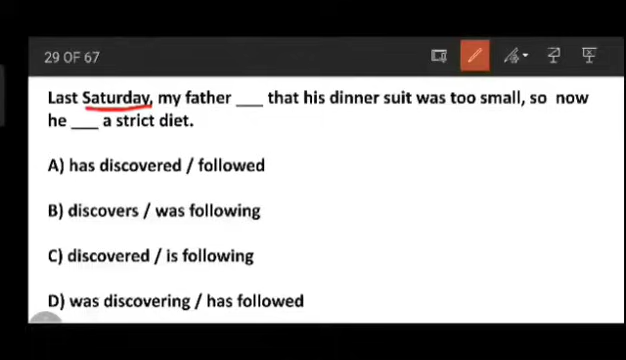 29 OF 67
Last Saturday, my father ___ that his dinner suit was too small, so now
he ___ a strict diet.
A) has discovered / followed
B) discovers / was following
C) discovered / is following
D) was discovering / has followed